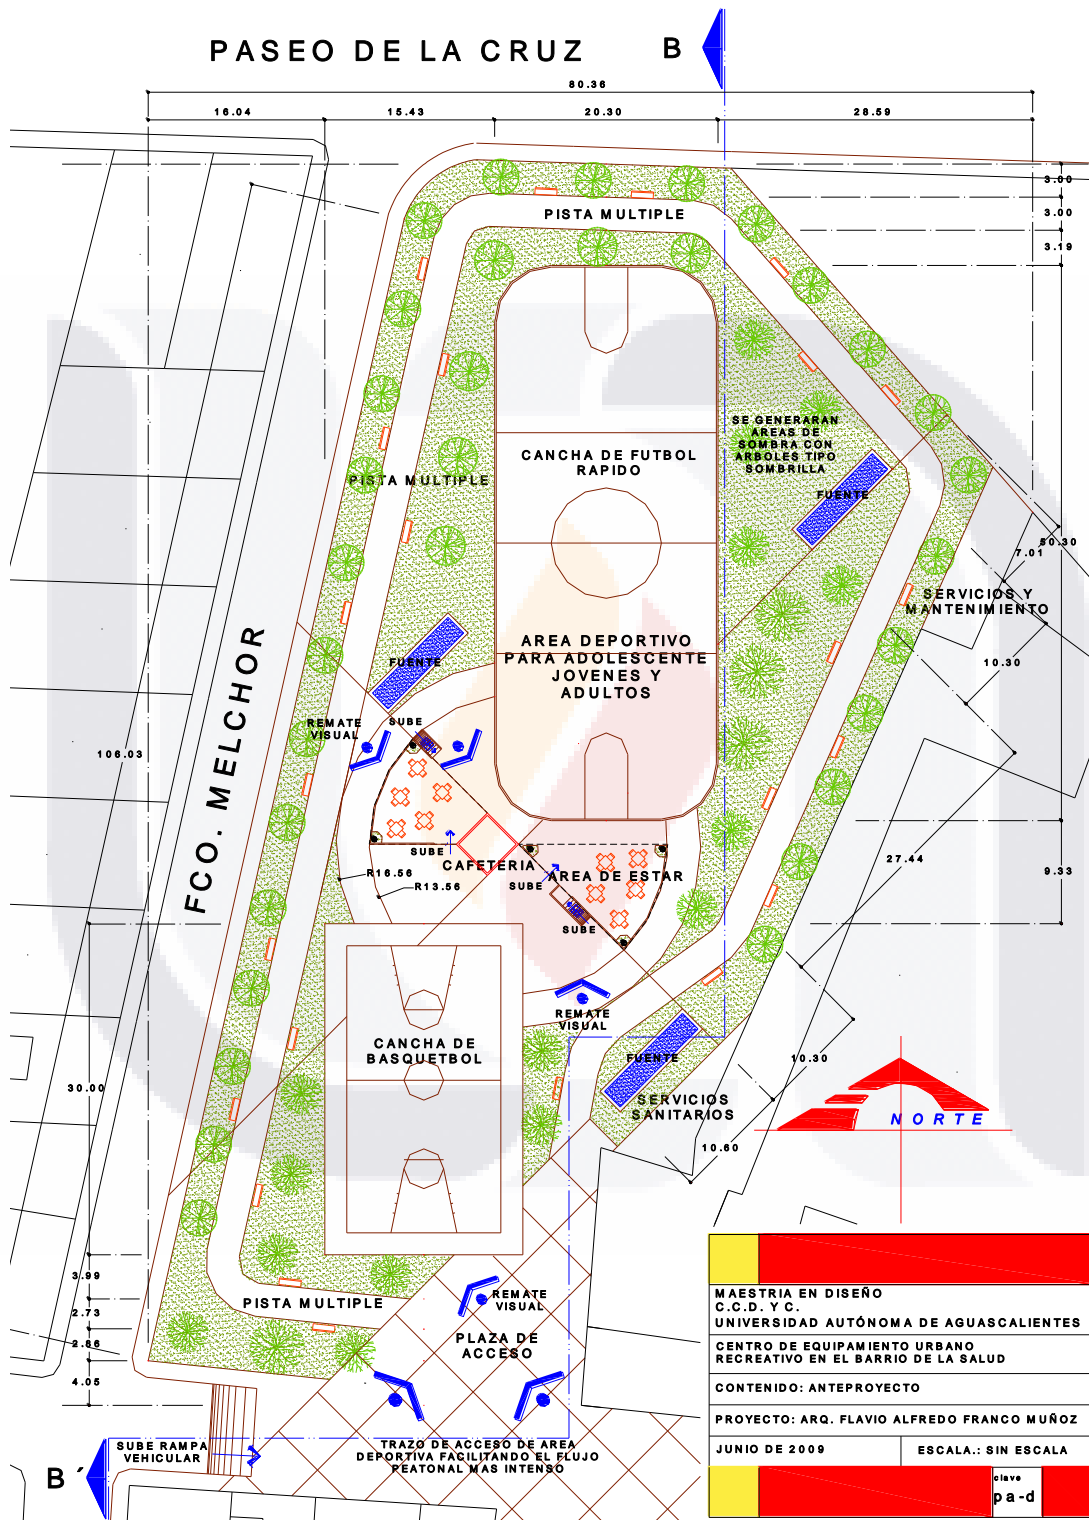 PASEO DE LA CRUZ
B
80.36
16.04
15.43
20.30
28.59
3.00
3.00
3.19
PISTA MULTIPLE
SE GENERARAN
AREAS DE
SOMBRA CON
ARBOLES TIPO
SOMBRILLA
CANCHA DE FUTBOL
RAPIDO
PISTA MULTIPLE
FUENTE
50.30
7.01
SERVICIOS Y
MANTENIMIENTO
AREA DEPORTIVO
PARA ADOLESCENTE
JOVENES Y
ADULTOS
10.30
FUENTE
REMATE
VISUAL
SUBE
FCO. MELCHOR
106.03
SUBE
CAFETERIA
27.44
R16.56
R13.56
AREA DE ESTAR
SUBE
9.33
SUBE
REMATE
VISUAL
CANCHA DE
BASQUETBOL
FUENTE
10.30
30.00
SERVICIOS
SANITARIOS
NORTE
10.60
3.99
2.73
2.86
4.05
PISTA MULTIPLE
REMATE
VISUAL
PLAZA DE
ACCESO
SUBE RAMPA
VEHICULAR
TRAZO DE ACCESO DE AREA
DEPORTIVA FACILITANDO EL FLUJO
PEATONAL MAS INTENSO
B´
MAESTRIA EN DISEÑO
C.C.D. Y C.
UNIVERSIDAD AUTÓNOMA DE AGUASCALIENTES
CENTRO DE EQUIPAMIENTO URBANO
RECREATIVO EN EL BARRIO DE LA SALUD
CONTENIDO: ANTEPROYECTO
PROYECTO: ARQ. FLAVIO ALFREDO FRANCO MUÑOZ
JUNIO DE 2009
ESCALA.: SIN ESCALA
clave
pa-d